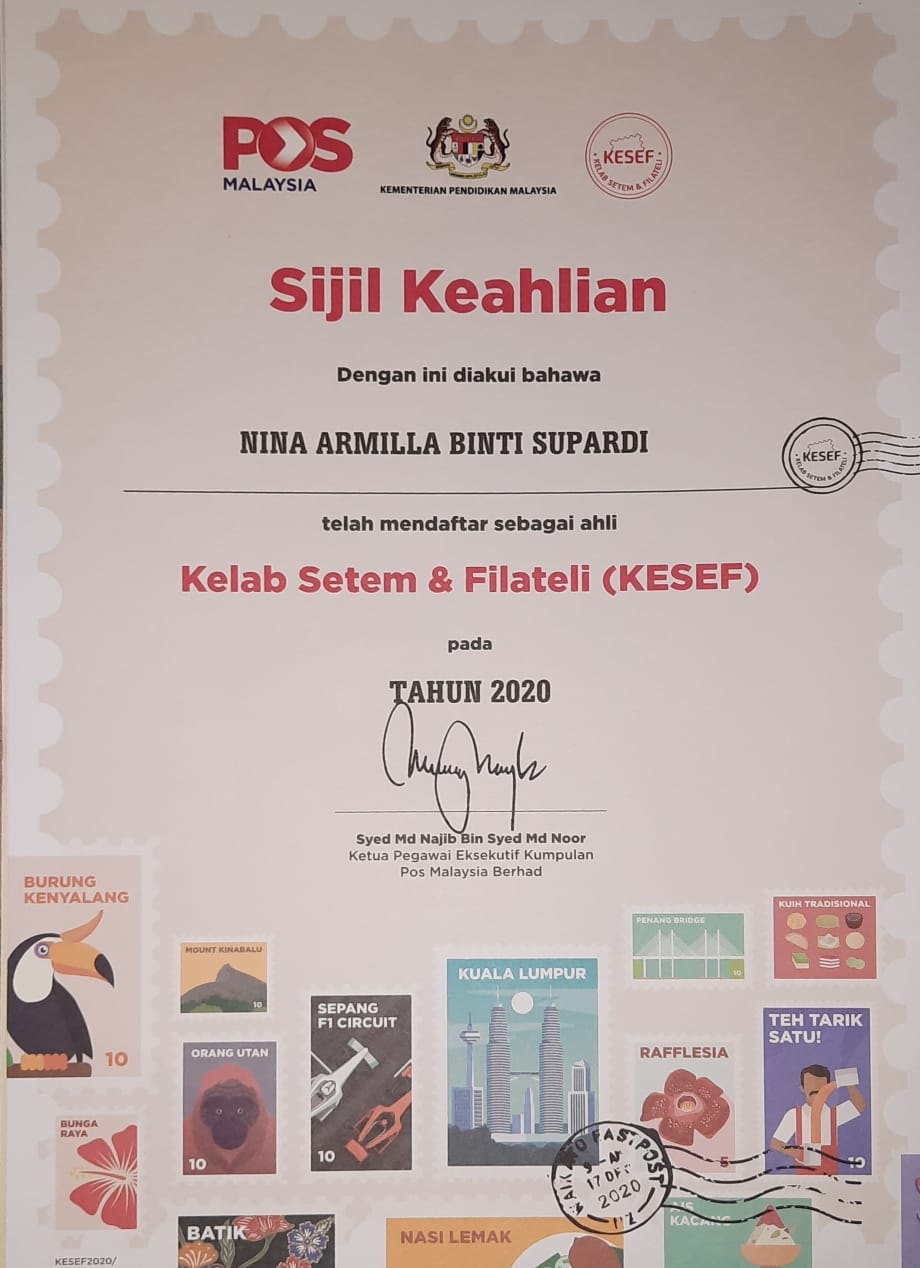 POS
MALAYSIA
KEMENTERIAN PENDIDIKAN MALAYSIA
KESEF
KELAB SETEM & FILATELI
Sijil Keahlian
Dengan ini diakui bahawa
NINA ARMILLA BINTI SUPARDI
KESEF
KELAB SETEM & FILATELI
telah mendaftar sebagai ahli
Kelab Setem & Filateli (KESEF)
pada
TAHUN 2020
Syed Md Najib Bin Syed Md Noor
Ketua Pegawai Eksekutif Kumpulan
Pos Malaysia Berhad
BURUNG
KENYALANG
10
MOUNT KINABALU
10
SEPANG
F1 CIRCUIT
10
KUALA LUMPUR
PENANG BRIDGE
10
KUIH TRADISIONAL
ORANG UTAN
10
RAFFLESIA
5
TEH TARIK
SATU!
10
BUNGA
RAYA
FAST POST
17
2020
NZ
BATIK
NASI LEMAK
KACANG
KESEF2020/